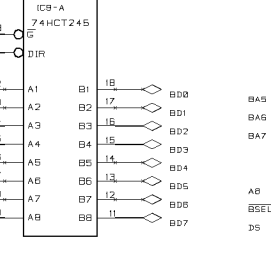 IC9-A
74HCT245
G
DIR
A1 B1 18 BD0
A2 B2 17 BD1
A3 B3 16 BD2
A4 B4 15 BD3
A5 B5 14 BD4
A6 B6 13 BD5
A7 B7 12 BD6
A8 B8 11 BD7
BA5
BA6
BA7
A8
BSEL
D5